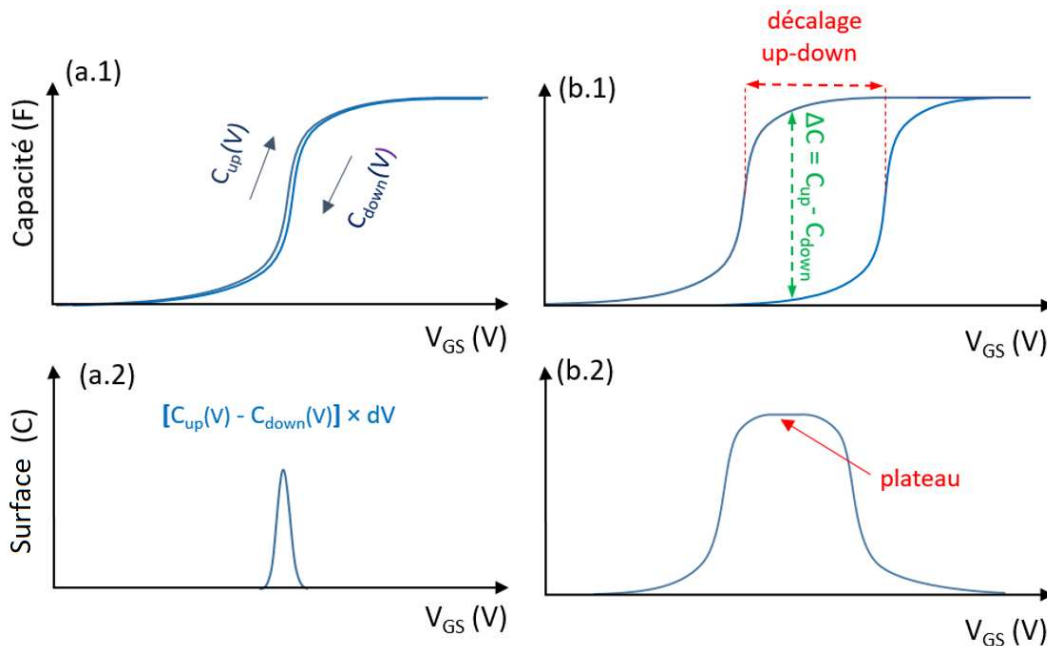 (a.1)
Capacité (F)
C_up(V)
C_down(V)
V_GS (V)
décalage
up-down
(b.1)
ΔC = C_up - C_down
V_GS (V)
(a.2)
Surface (C)
[C_up(V) - C_down(V)] × dV
V_GS (V)
(b.2)
plateau
V_GS (V)